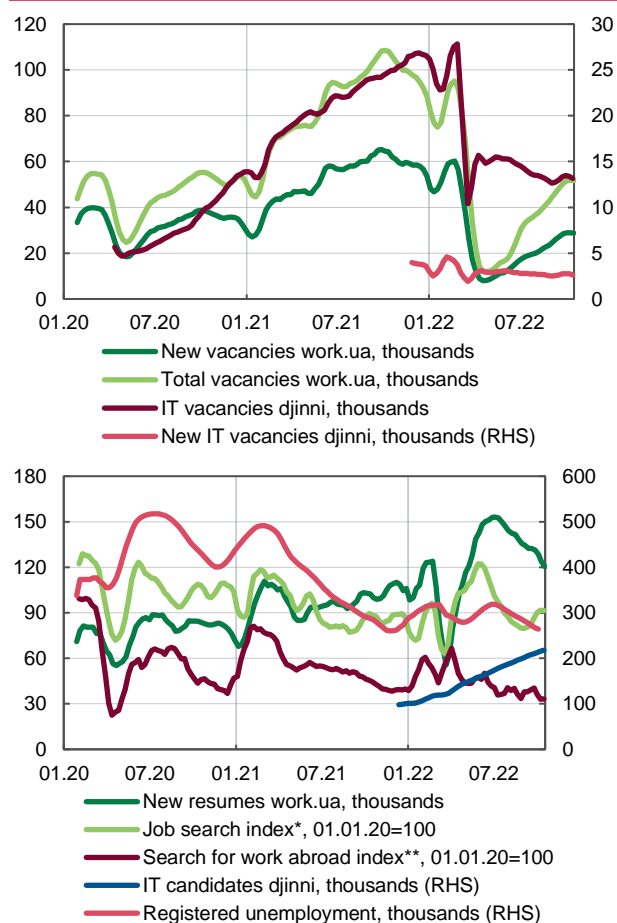 120 30
100 25
80 20
60 15
40 10
20 5
0 0
01.20 07.20 01.21 07.21 01.22 07.22
New vacancies work.ua, thousands
Total vacancies work.ua, thousands
IT vacancies djinni, thousands
New IT vacancies djinni, thousands (RHS)
180 600
150 500
120 400
90 300
60 200
30 100
0 0
01.20 07.20 01.21 07.21 01.22 07.22
New resumes work.ua, thousands
Job search index*, 01.01.20=100
Search for work abroad index**, 01.01.20=100
IT candidates djinni, thousands (RHS)
Registered unemployment, thousands (RHS)